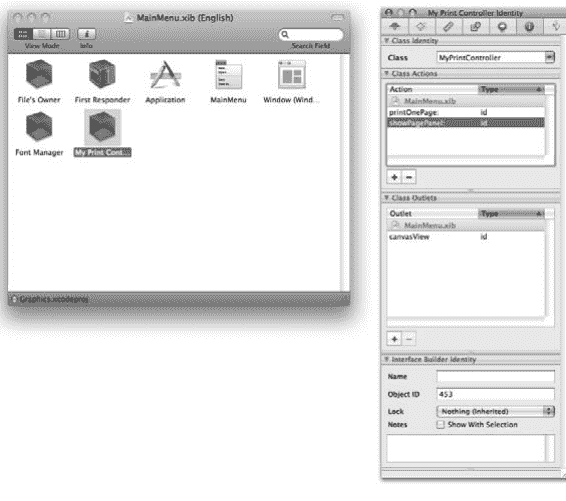 MainMenu.xib (English)
View Mode
Info
Search Field
File's Owner
First Responder
Application
MainMenu
Window (Wind...
Font Manager
My Print Cont...
Graphics.xcodeproj
My Print Controller Identity
Class Identity
Class
MyPrintController
Class Actions
Action Type
MainMenu.xib
printOnePage: id
showPagePanel: id
Class Outlets
Outlet Type
MainMenu.xib
canvasView id
Interface Builder Identity
Name
Object ID 453
Lock Nothing (Inherited)
Notes Show With Selection